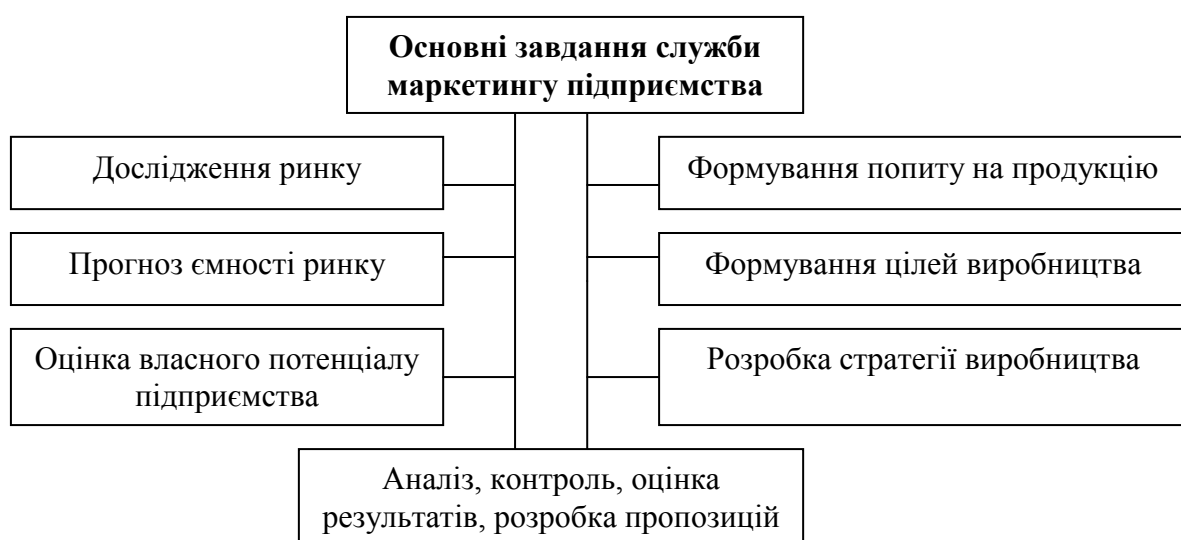 Основні завдання служби
маркетингу підприємства
Дослідження ринку
Формування попиту на продукцію
Прогноз ємності ринку
Формування цілей виробництва
Оцінка власного потенціалу
підприємства
Розробка стратегії виробництва
Аналіз, контроль, оцінка
результатів, розробка пропозицій